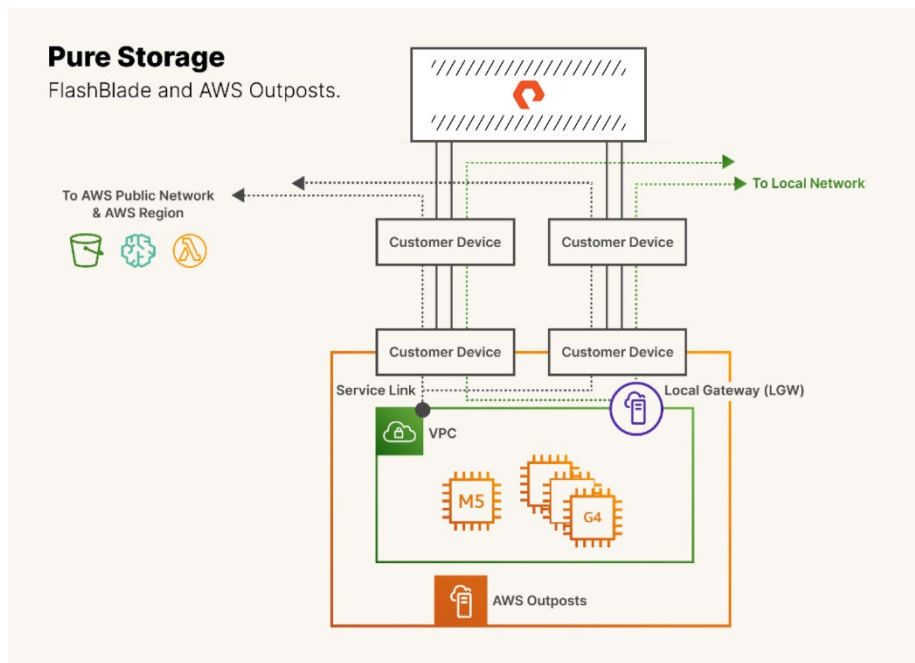 Pure Storage
FlashBlade and AWS Outposts.
To AWS Public Network
& AWS Region
To Local Network
Customer Device
Customer Device
Customer Device
Customer Device
Service Link
Local Gateway (LGW)
VPC
M5
G4
AWS Outposts